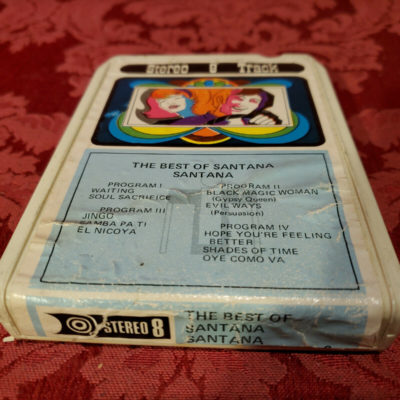 Stereo 8 Track
THE BEST OF SANTANA
SANTANA
PROGRAM I
WAITING
SOUL SACRIFICE
PROGRAM III
JINGO
SAMBA PA TI
EL NICOYA
PROGRAM II
BLACK MAGIC WOMAN
(Gypsy Queen)
EVIL WAYS
(Persuasion)
PROGRAM IV
HOPE YOU'RE FEELING
BETTER
SHADES OF TIME
OYE COMO VA
STEREO 8
THE BEST OF
SANTANA
SANTANA